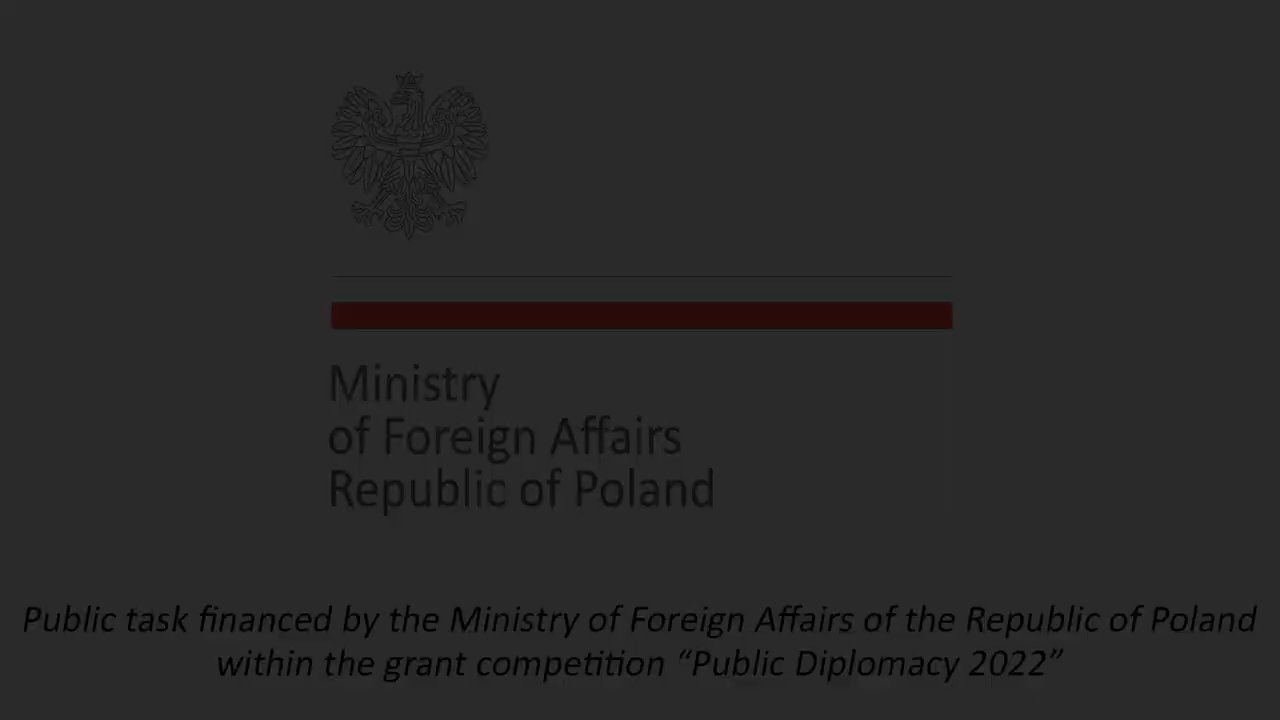 Ministry
of Foreign Affairs
Republic of Poland
Public task financed by the Ministry of Foreign Affairs of the Republic of Poland
within the grant competition “Public Diplomacy 2022”